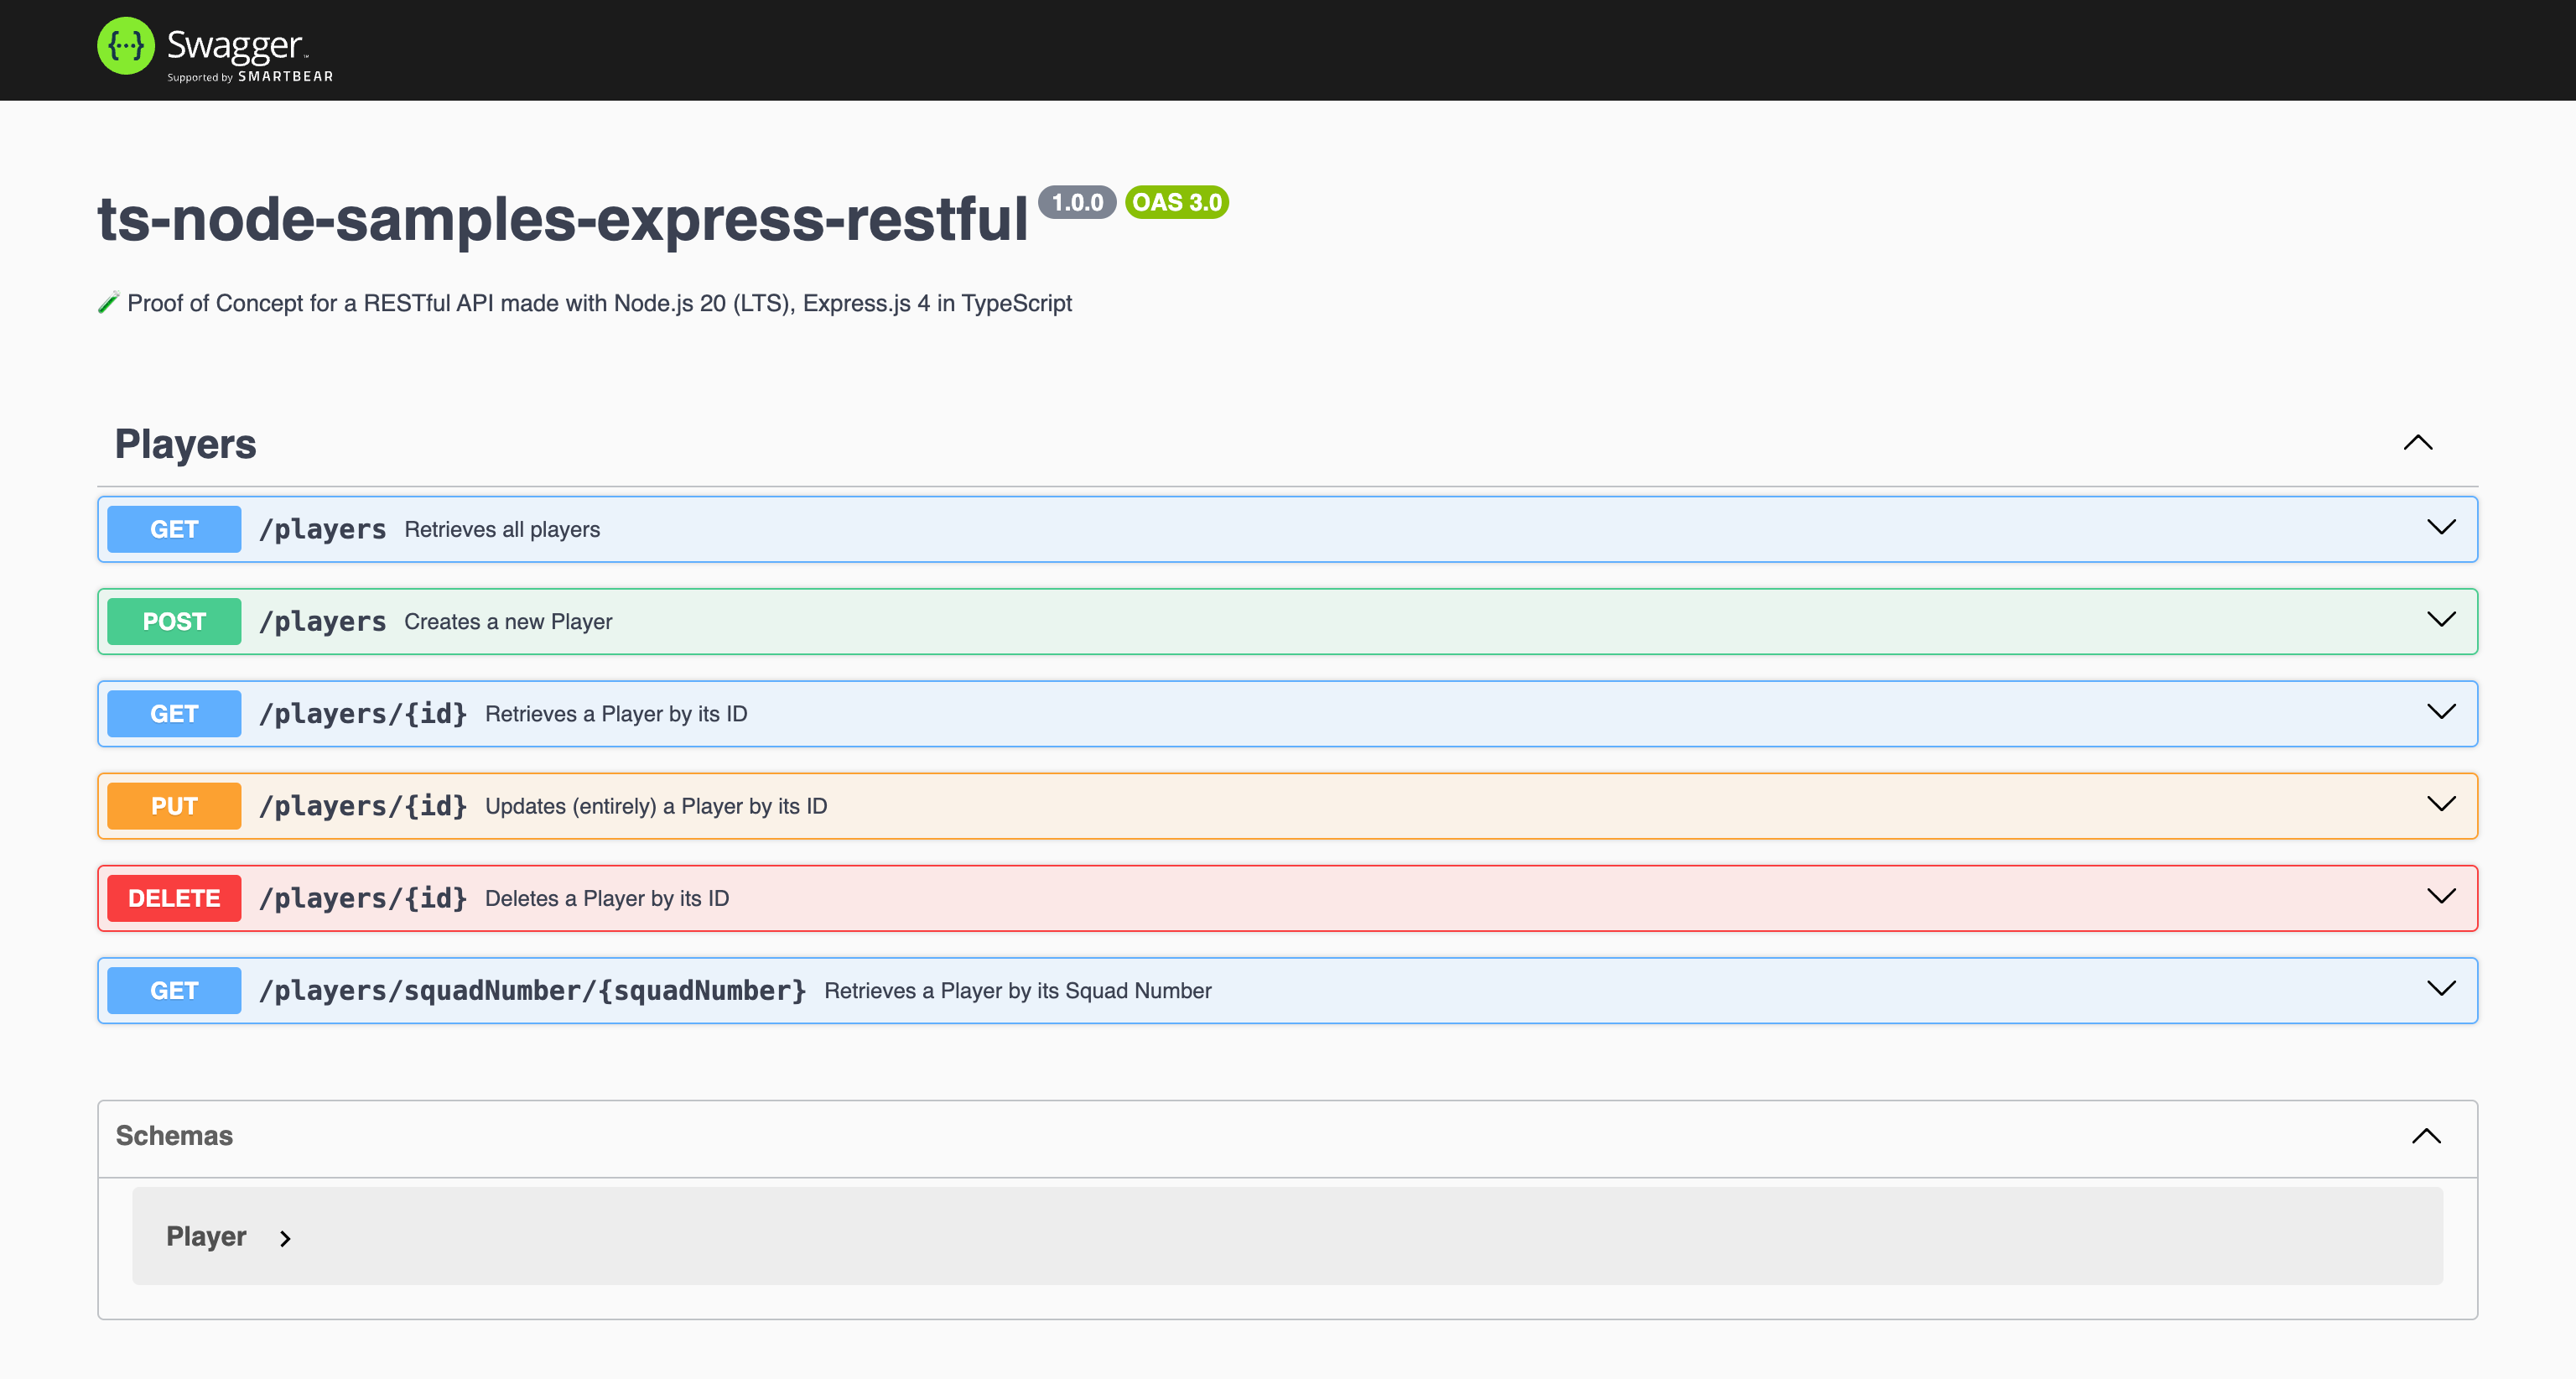 Swagger™
Supported by SMARTBEAR
ts-node-samples-express-restful 1.0.0 OAS 3.0
🧪 Proof of Concept for a RESTful API made with Node.js 20 (LTS), Express.js 4 in TypeScript
Players
GET /players Retrieves all players
POST /players Creates a new Player
GET /players/{id} Retrieves a Player by its ID
PUT /players/{id} Updates (entirely) a Player by its ID
DELETE /players/{id} Deletes a Player by its ID
GET /players/squadNumber/{squadNumber} Retrieves a Player by its Squad Number
Schemas
Player